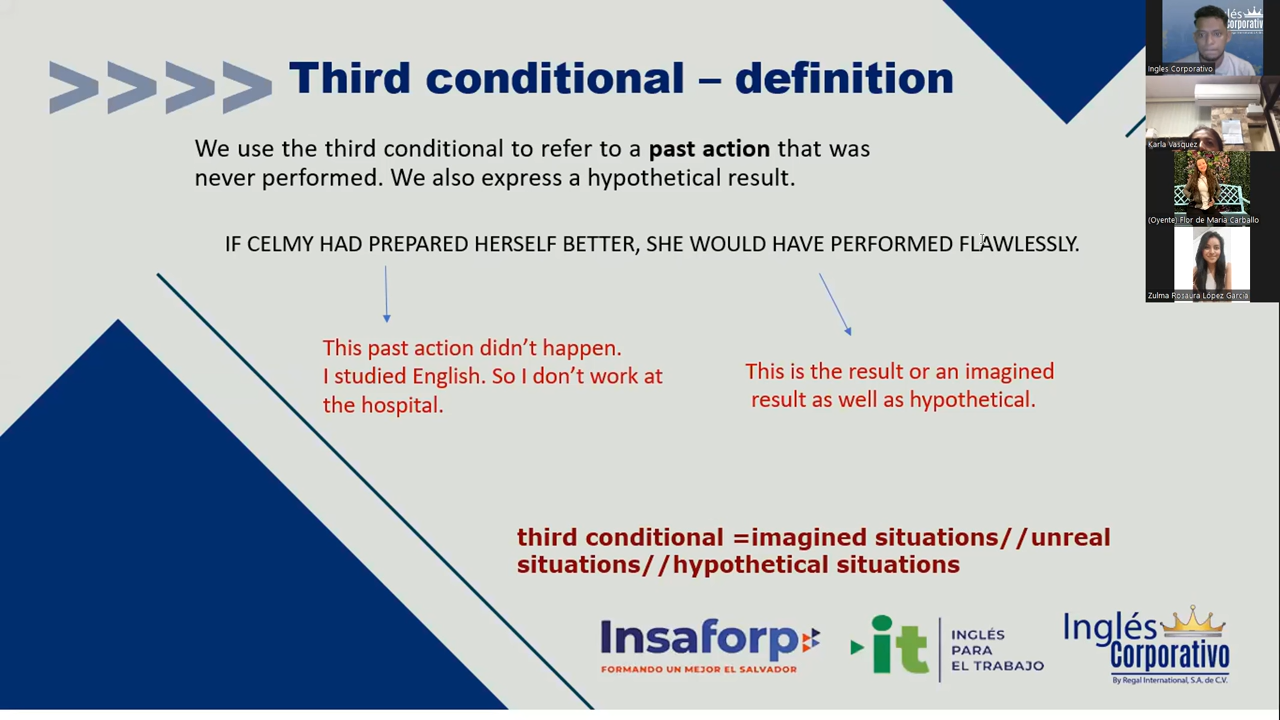 >>>> Third conditional – definition
We use the third conditional to refer to a past action that was
never performed. We also express a hypothetical result.
IF CELMY HAD PREPARED HERSELF BETTER, SHE WOULD HAVE PERFORMED FLAWLESSLY.
This past action didn't happen.
I studied English. So I don't work at
the hospital.
This is the result or an imagined
result as well as hypothetical.
third conditional =imagined situations//unreal
situations//hypothetical situations
Insaforp
FORMANDO UN MEJOR EL SALVADOR
it
INGLÉS
PARA
EL TRABAJO
Inglés
Corporativo
By Regal International, S.A. de C.V.
lés
orporativo
Ingles Corporativo
Karla Vasquez
(Oyente) Flor de Maria Carballo
Zulma Rosaura López Garcia